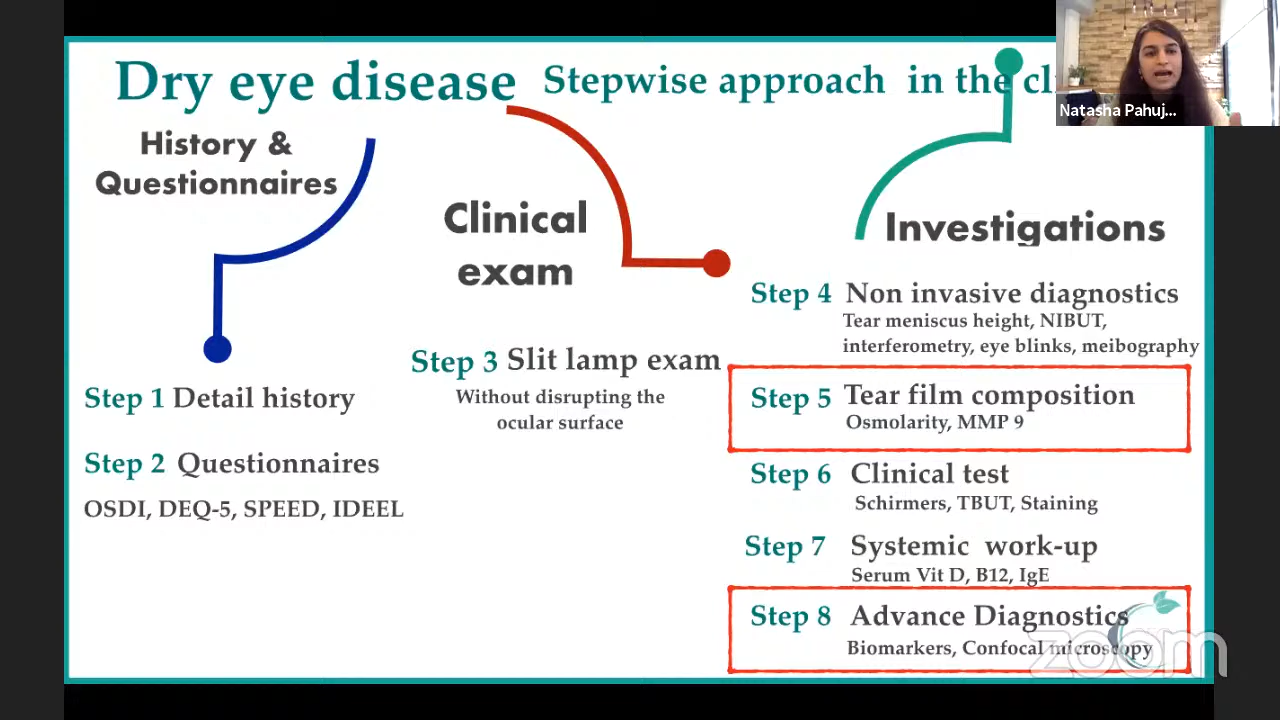 Dry eye disease Stepwise approach in the cl
Natasha Pahuj...
History &
Questionnaires
Step 1 Detail history
Step 2 Questionnaires
OSDI, DEQ-5, SPEED, IDEEL
Clinical
exam
Step 3 Slit lamp exam
Without disrupting the
ocular surface
Investigations
Step 4 Non invasive diagnostics
Tear meniscus height, NIBUT,
interferometry, eye blinks, meibography
Step 5 Tear film composition
Osmolarity, MMP 9
Step 6 Clinical test
Schirmers, TBUT, Staining
Step 7 Systemic work-up
Serum Vit D, B12, IgE
Step 8 Advance Diagnostics
Biomarkers, Confocal microscopy
zoom